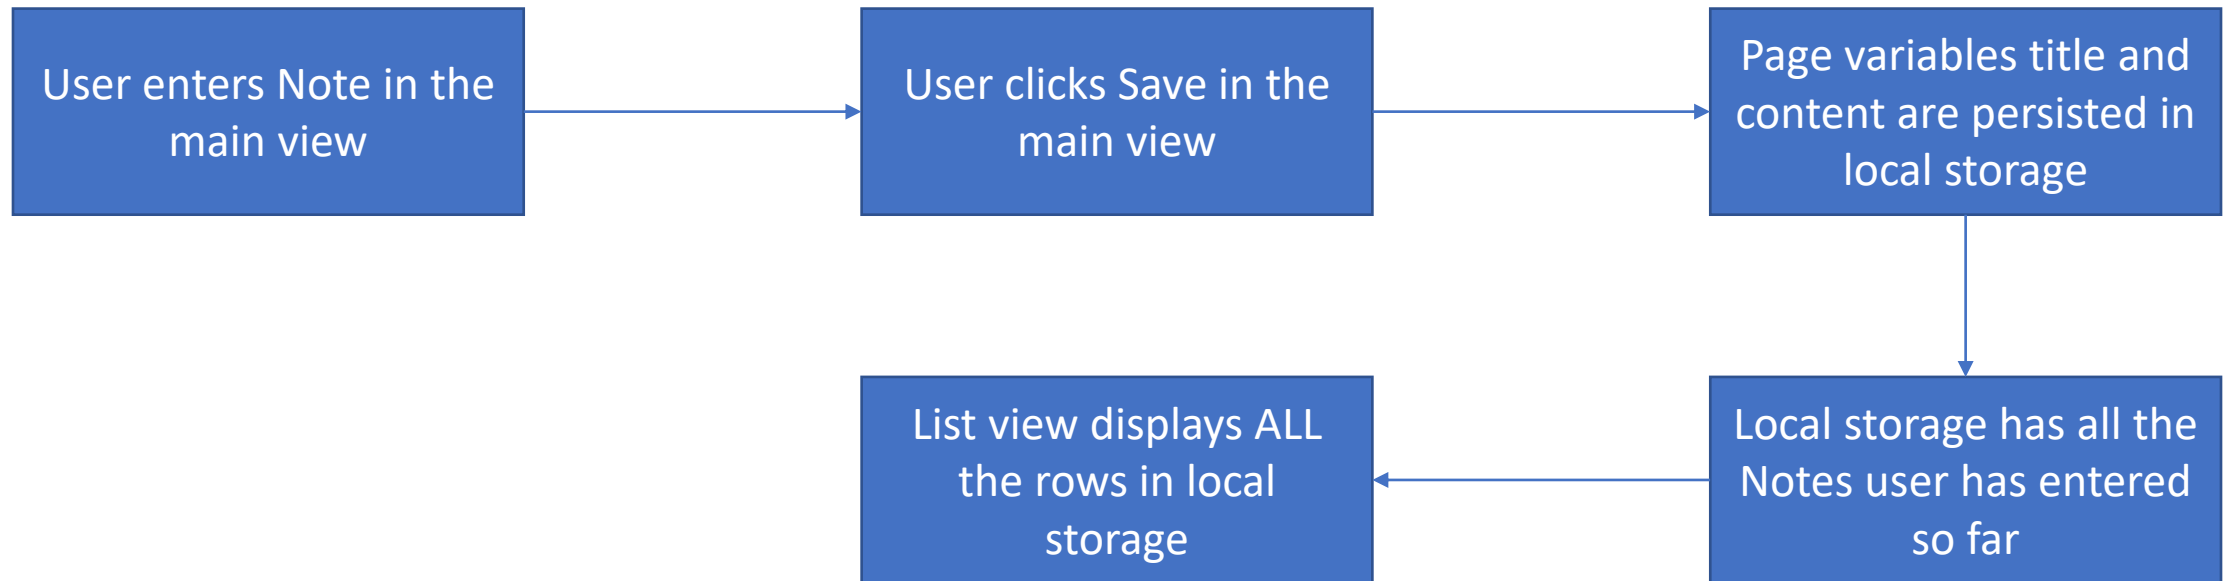 User enters Note in the
main view
User clicks Save in the
main view
Page variables title and
content are persisted in
local storage
Local storage has all the
Notes user has entered
so far
List view displays ALL
the rows in local
storage